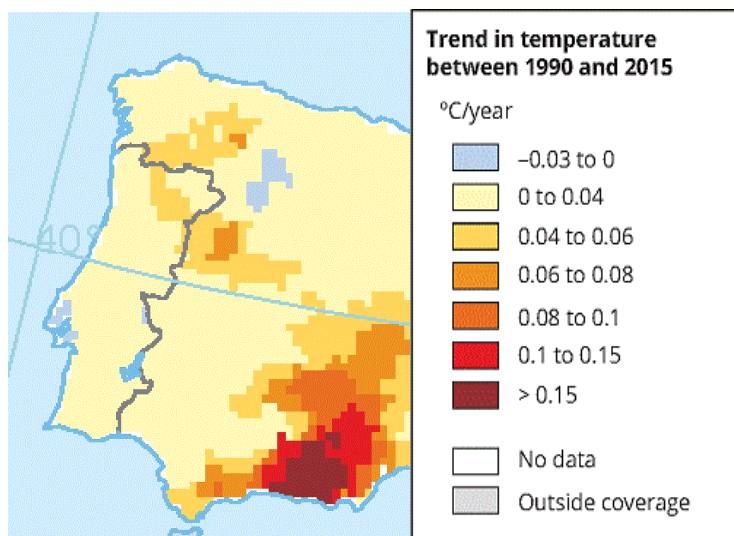 40°
Trend in temperature
between 1990 and 2015
°C/year
–0.03 to 0
0 to 0.04
0.04 to 0.06
0.06 to 0.08
0.08 to 0.1
0.1 to 0.15
> 0.15
No data
Outside coverage